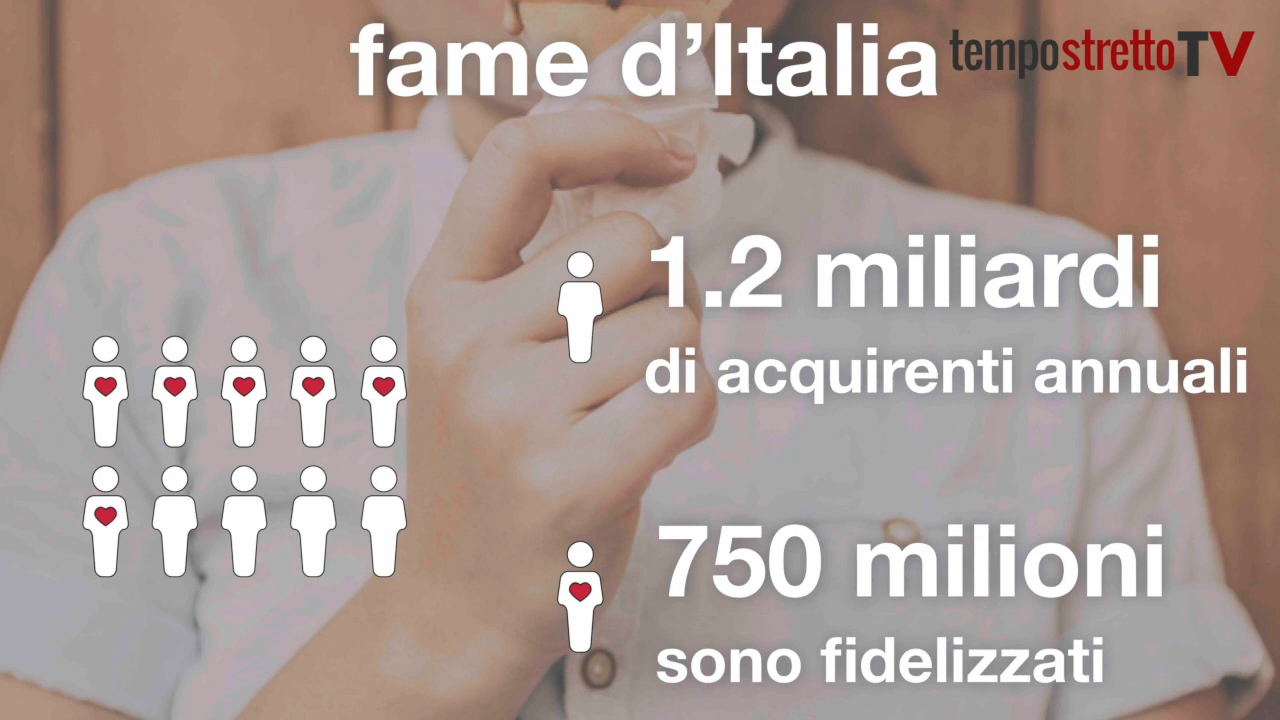 fame d’Italia
tempostrettoTV
1.2 miliardi
di acquirenti annuali
750 milioni
sono fidelizzati